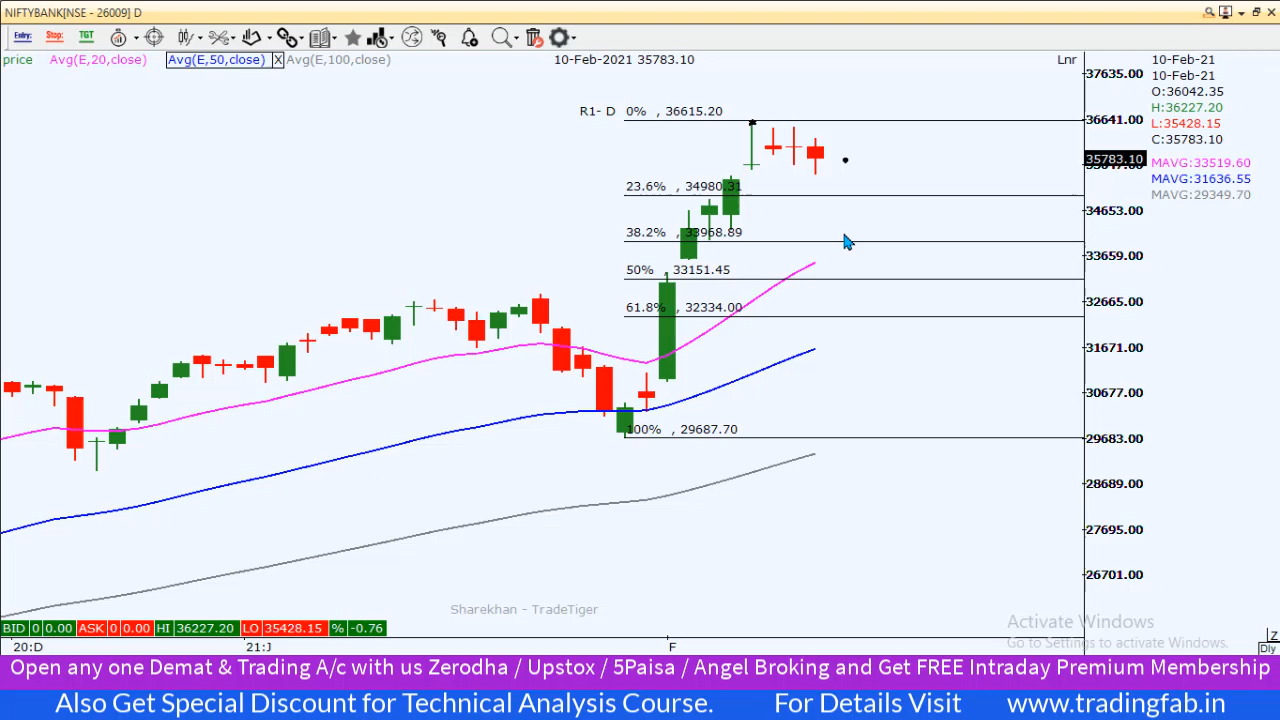 NIFTYBANK[NSE - 26009] D
Entry: Stop: TGT
price Avg(E,20,close) Avg(E,50,close) X Avg(E,100,close) 10-Feb-2021 35783.10 Lnr
10-Feb-21
10-Feb-21
O:36042.35
H:36227.20
L:35428.15
C:35783.10
MAVG:33519.60
MAVG:31636.55
MAVG:29349.70
R1- D 0% 36615.20
23.6% , 34980.31
38.2% , 33968.89
50% , 33151.45
61.8% , 32334.00
100% , 29687.70
37635.00
36641.00
35783.10
34653.00
33659.00
32665.00
31671.00
30677.00
29683.00
28689.00
27695.00
26701.00
Sharekhan - TradeTiger
Activate Windows
Go to Settings to activate Windows.
BID 0 0.00 ASK 0 0.00 HI 36227.20 LO 35428.15 % -0.76
20:D 21:J F
Z
Dly
Open any one Demat & Trading A/c with us Zerodha / Upstox / 5Paisa / Angel Broking and Get FREE Intraday Premium Membership
Also Get Special Discount for Technical Analysis Course. For Details Visit www.tradingfab.in